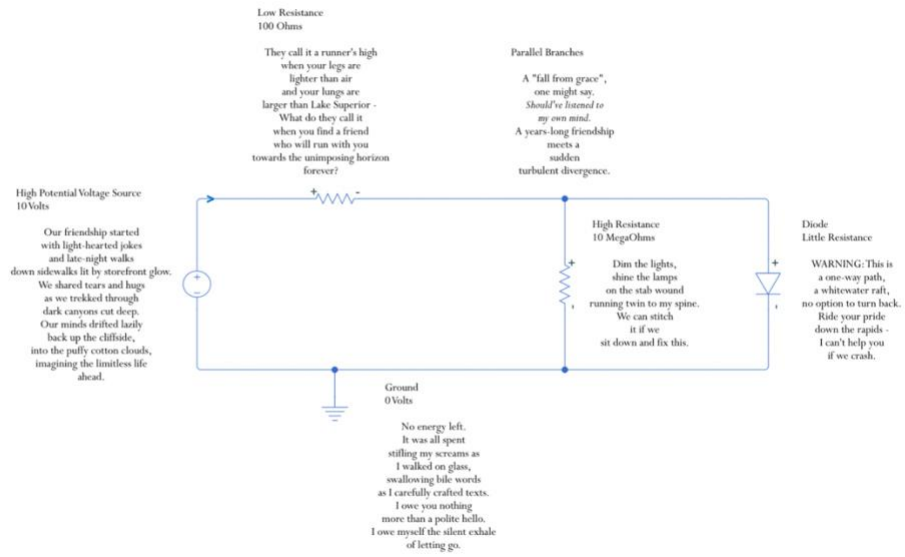 Low Resistance
100 Ohms
They call it a runner's high
when your legs are
lighter than air
and your lungs are
larger than Lake Superior -
What do they call it
when you find a friend
who will run with you
towards the unimposing horizon
forever?
Parallel Branches
A "fall from grace",
one might say.
Should've listened to
my own mind.
A years-long friendship
meets a
sudden
turbulent divergence.
High Potential Voltage Source
10 Volts
Our friendship started
with light-hearted jokes
and late-night walks
down sidewalks lit by storefront glow.
We shared tears and hugs
as we trekked through
dark canyons cut deep.
Our minds drifted lazily
back up the cliffside,
into the puffy cotton clouds,
imagining the limitless life
ahead.
High Resistance
10 MegaOhms
Dim the lights,
shine the lamps
on the stab wound
running twin to my spine.
We can stitch
it if we
sit down and fix this.
Diode
Little Resistance
WARNING: This is
a one-way path,
a whitewater raft,
no option to turn back.
Ride your pride
down the rapids -
I can't help you
if we crash.
Ground
0 Volts
No energy left.
It was all spent
stifling my screams as
I walked on glass,
swallowing bile words
as I carefully crafted texts.
I owe you nothing
more than a polite hello.
I owe myself the silent exhale
of letting go.